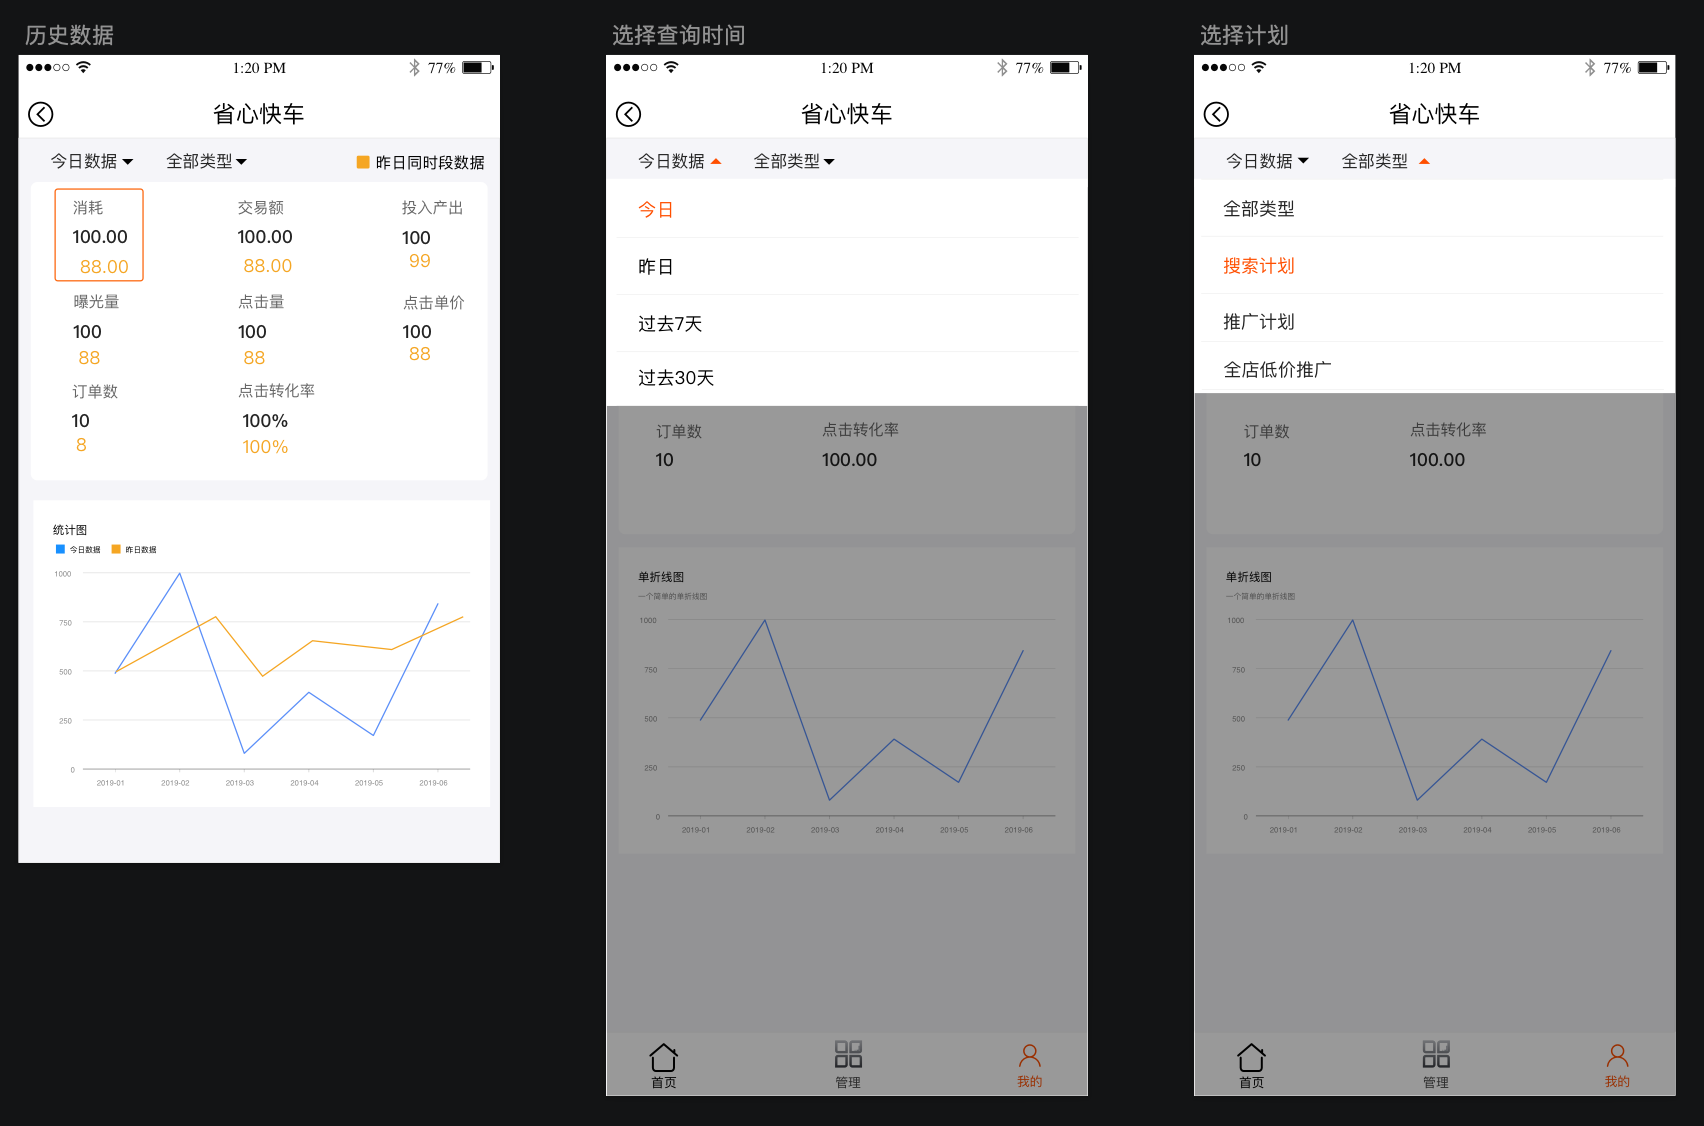 历史数据
1:20 PM
77%
省心快车
今日数据
全部类型
昨日同时段数据
消耗
交易额
投入产出
100.00
100.00
100
88.00
88.00
99
曝光量
点击量
点击单价
100
100
100
88
88
88
订单数
点击转化率
10
100%
8
100%
统计图
今日数据
昨日数据
1000
750
500
250
0
2019-01
2019-02
2019-03
2019-04
2019-05
2019-06
选择查询时间
1:20 PM
77%
省心快车
今日数据
全部类型
今日
昨日
过去7天
过去30天
订单数
点击转化率
10
100.00
单折线图
一个简单的单折线图
1000
750
500
250
0
2019-01
2019-02
2019-03
2019-04
2019-05
2019-06
首页
管理
我的
选择计划
1:20 PM
77%
省心快车
今日数据
全部类型
全部类型
搜索计划
推广计划
全店低价推广
订单数
点击转化率
10
100.00
单折线图
一个简单的单折线图
1000
750
500
250
0
2019-01
2019-02
2019-03
2019-04
2019-05
2019-06
首页
管理
我的